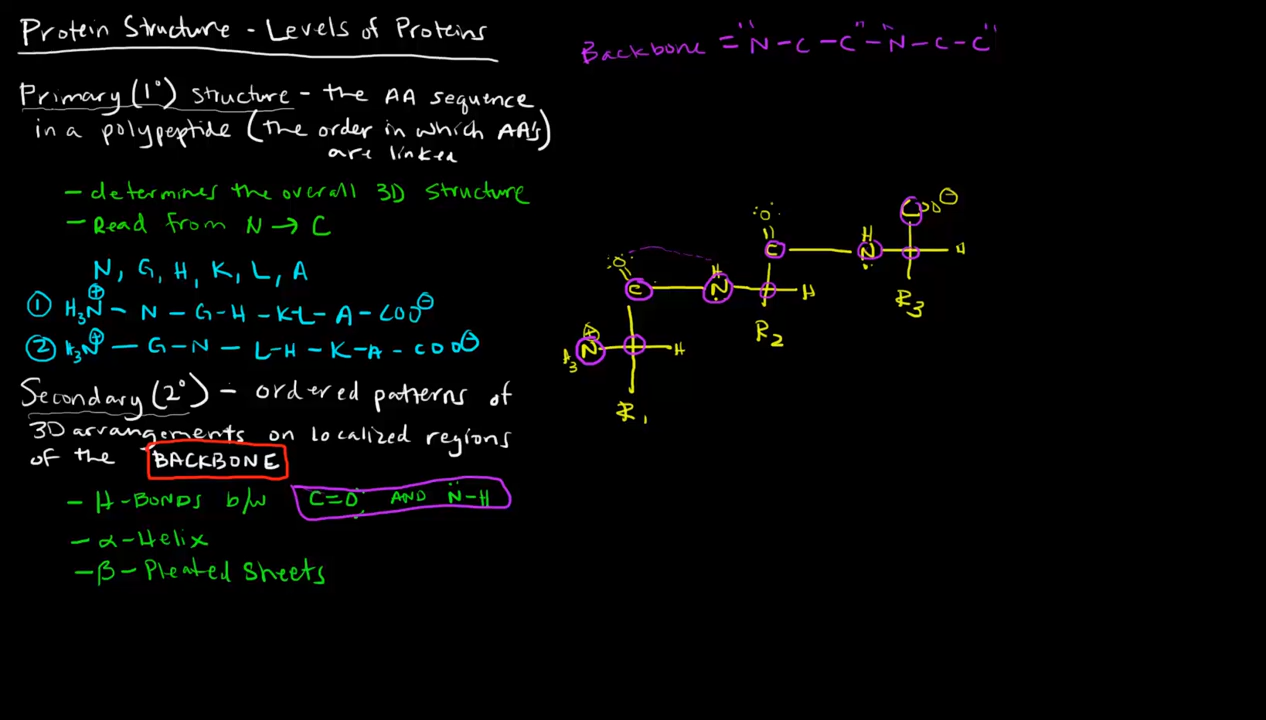 Protein Structure - Levels of Proteins
Primary (1°) Structure - the AA sequence
in a polypeptide (the order in which AA's)
are linked
- determines the overall 3D structure
- Read from N → C
N, G, H, K, L, A
① H₃N⊕ - N - G - H - K - L - A - COO⊖
② H₃N⊕ - G - N - L - H - K - A - COO⊖
Secondary (2°) - ordered patterns of
3D arrangements on localized regions
of the BACKBONE
- H-BONDS b/w C=O AND N-H
- α-Helix
- β-Pleated Sheets
Backbone = "N - C - C" - "N - C - C"
COO⊖
O H
C N H
O H R₃
C N H
⊕ R₂
H₃N H
R₁